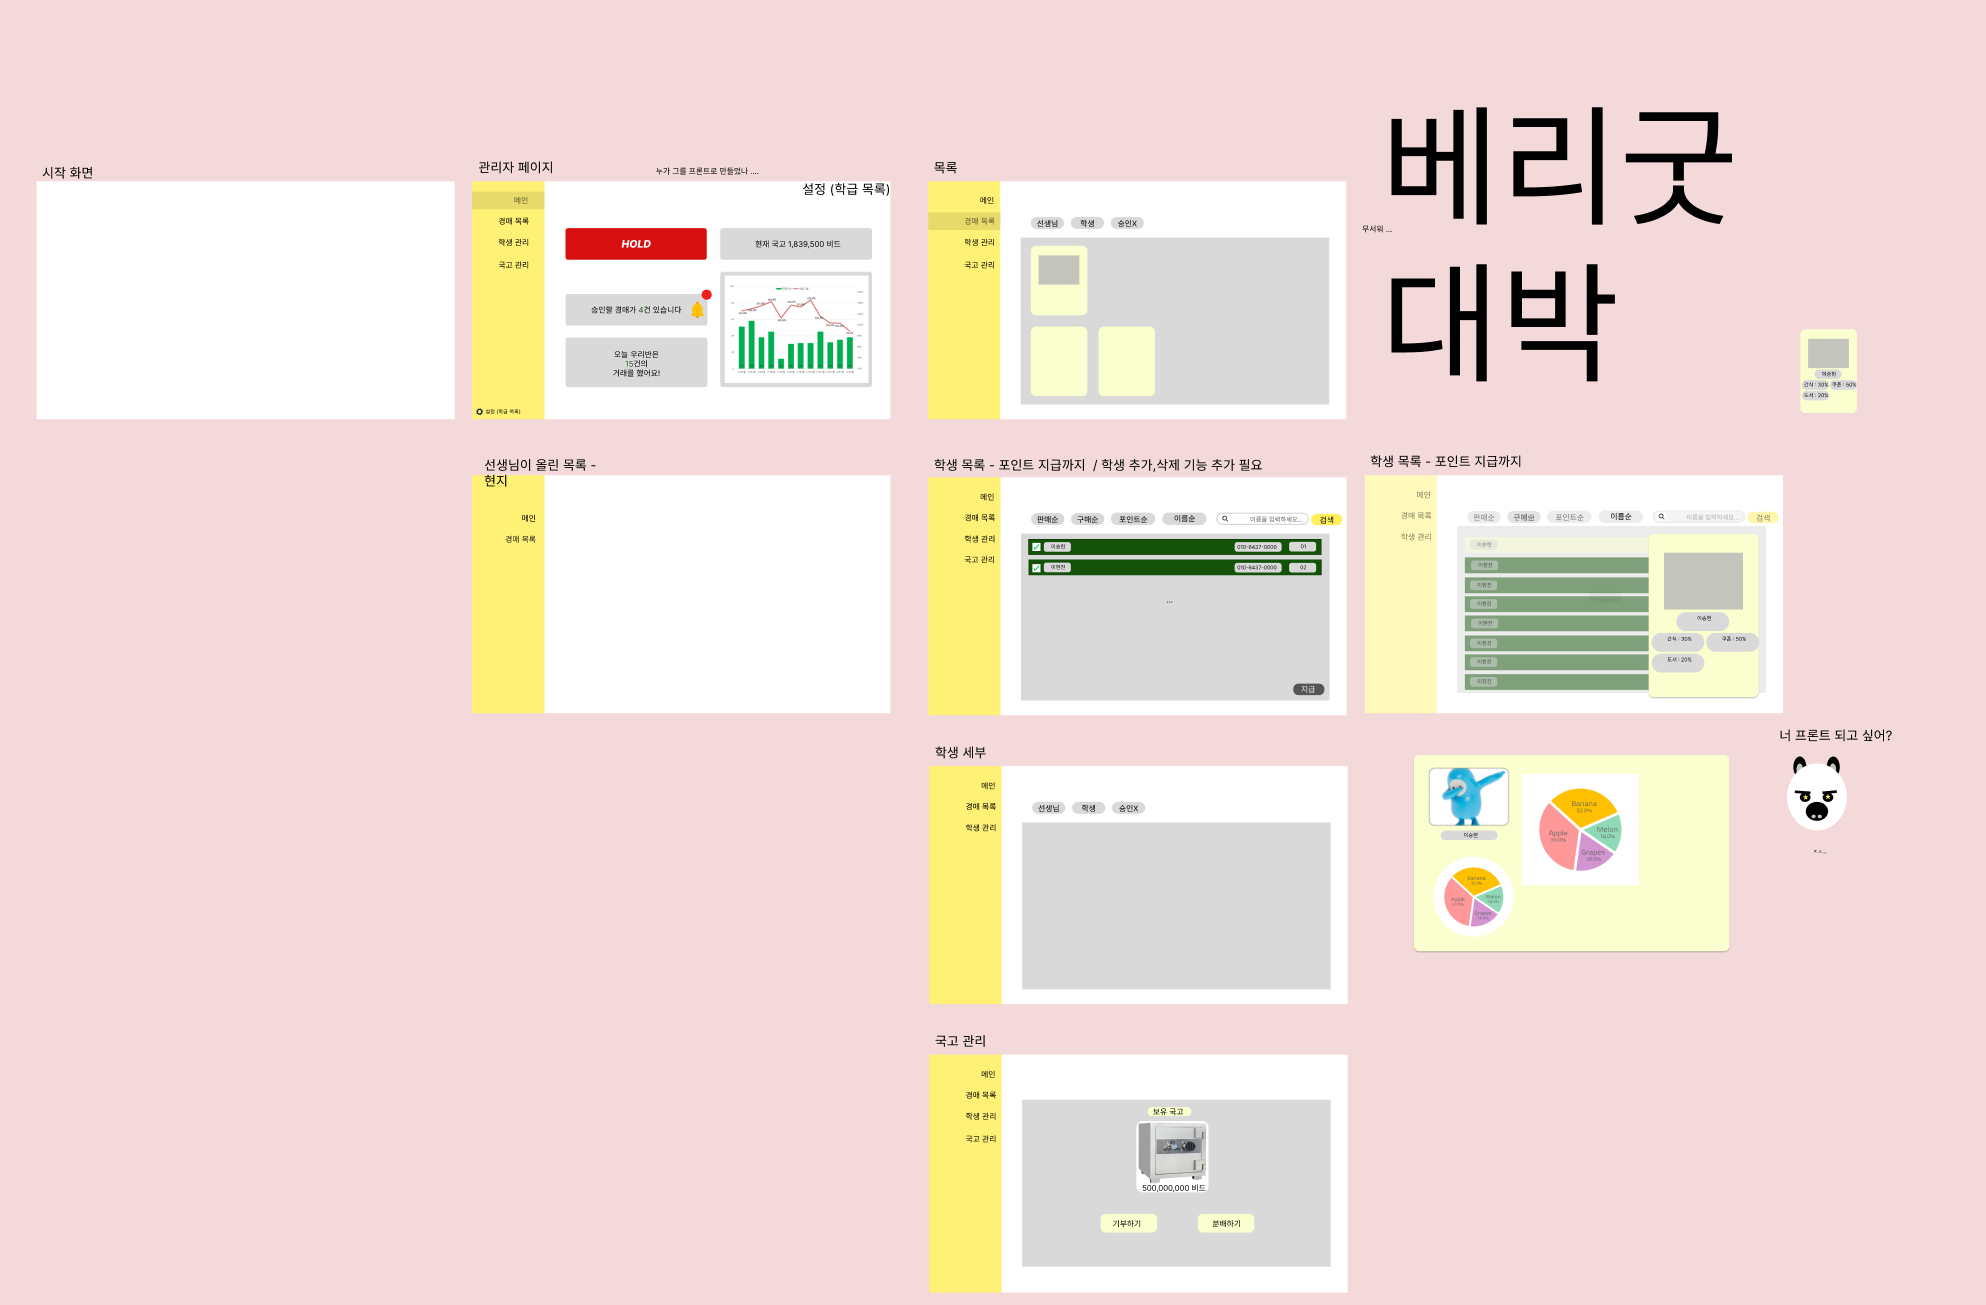 시작 화면
관리자 페이지
누가 그를 프론트로 만들었나 ....
설정 (학급 목록)
메인
경매 목록
학생 관리
국고 관리
HOLD
현재 국고 1,839,500 비드
승인할 경매가 4건 있습니다
오늘 우리반은
15건의
거래를 했어요!
설정 (학급 목록)
목록
메인
경매 목록
학생 관리
국고 관리
선생님
학생
승인X
베리굿
무서워 ...
대박
이승헌
간식 : 30%
쿠폰 : 50%
도서 : 20%
선생님이 올린 목록 -
현지
메인
경매 목록
학생 목록 - 포인트 지급까지 / 학생 추가,삭제 기능 추가 필요
메인
경매 목록
학생 관리
국고 관리
판매순
구매순
포인트순
이름순
이름을 입력하세요...
검색
이승헌
010-6437-0000
01
이현진
010-6437-0000
02
...
지급
학생 목록 - 포인트 지급까지
메인
경매 목록
학생 관리
판매순
구매순
포인트순
이름순
이름을 입력하세요...
검색
이승헌
이현진
이현진
이현진
이현진
이현진
이현진
이현진
이승헌
간식 : 30%
쿠폰 : 50%
도서 : 20%
학생 세부
메인
경매 목록
학생 관리
선생님
학생
승인X
너 프론트 되고 싶어?
ㅈㅅ...
이승헌
Banana
32.0%
Melon
16.0%
Apple
Grapes
Banana
Melon
Apple
Grapes
국고 관리
메인
경매 목록
학생 관리
국고 관리
보유 국고
500,000,000 비드
기부하기
분배하기